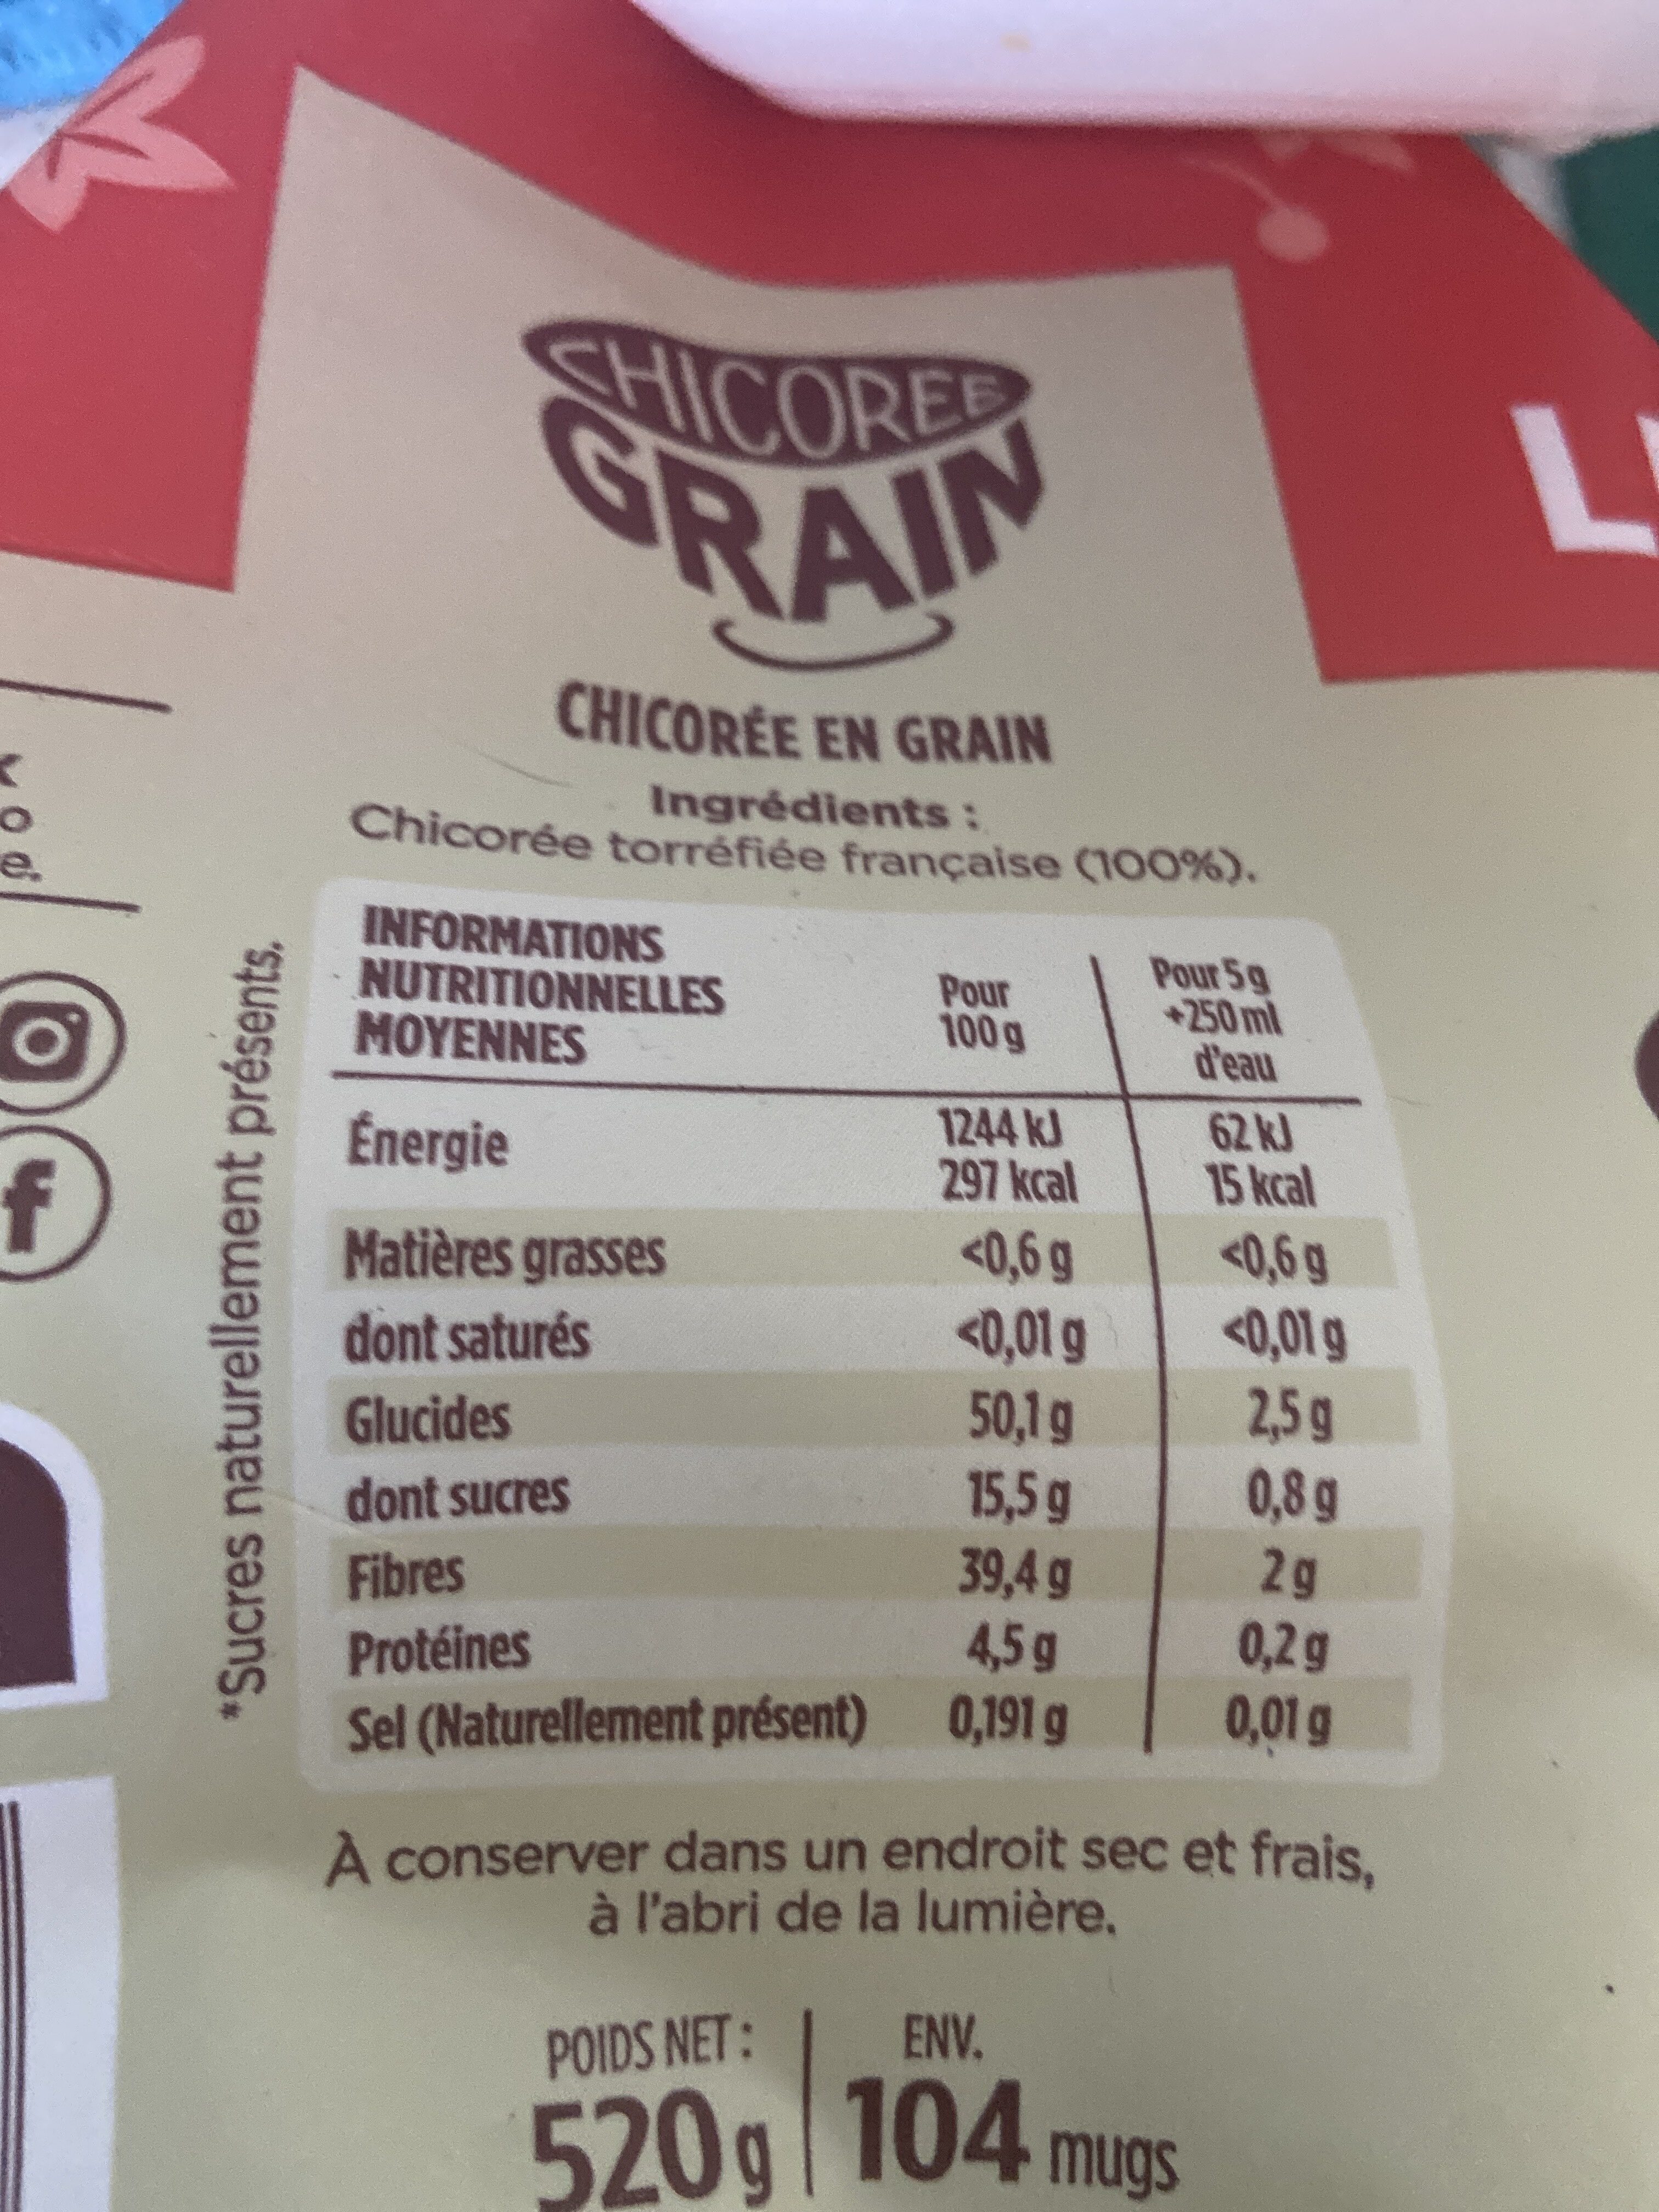 CHICORÉE
GRAIN
CHICORÉE EN GRAIN
Ingrédients :
Chicorée torréfiée française (100%).
INFORMATIONS
NUTRITIONNELLES
MOYENNES
Pour
100 g
Pour 5 g
+250 ml
d'eau
Énergie 1244 kJ 62 kJ
297 kcal 15 kcal
Matières grasses <0,6 g <0,6 g
dont saturés <0,01 g <0,01 g
Glucides 50,1 g 2,5 g
dont sucres 15,5 g 0,8 g
Fibres 39,4 g 2 g
Protéines 4,5 g 0,2 g
Sel (Naturellement présent) 0,191 g 0,01 g
*Sucres naturellement présents.
À conserver dans un endroit sec et frais,
à l'abri de la lumière.
POIDS NET : ENV.
520 g 104 mugs